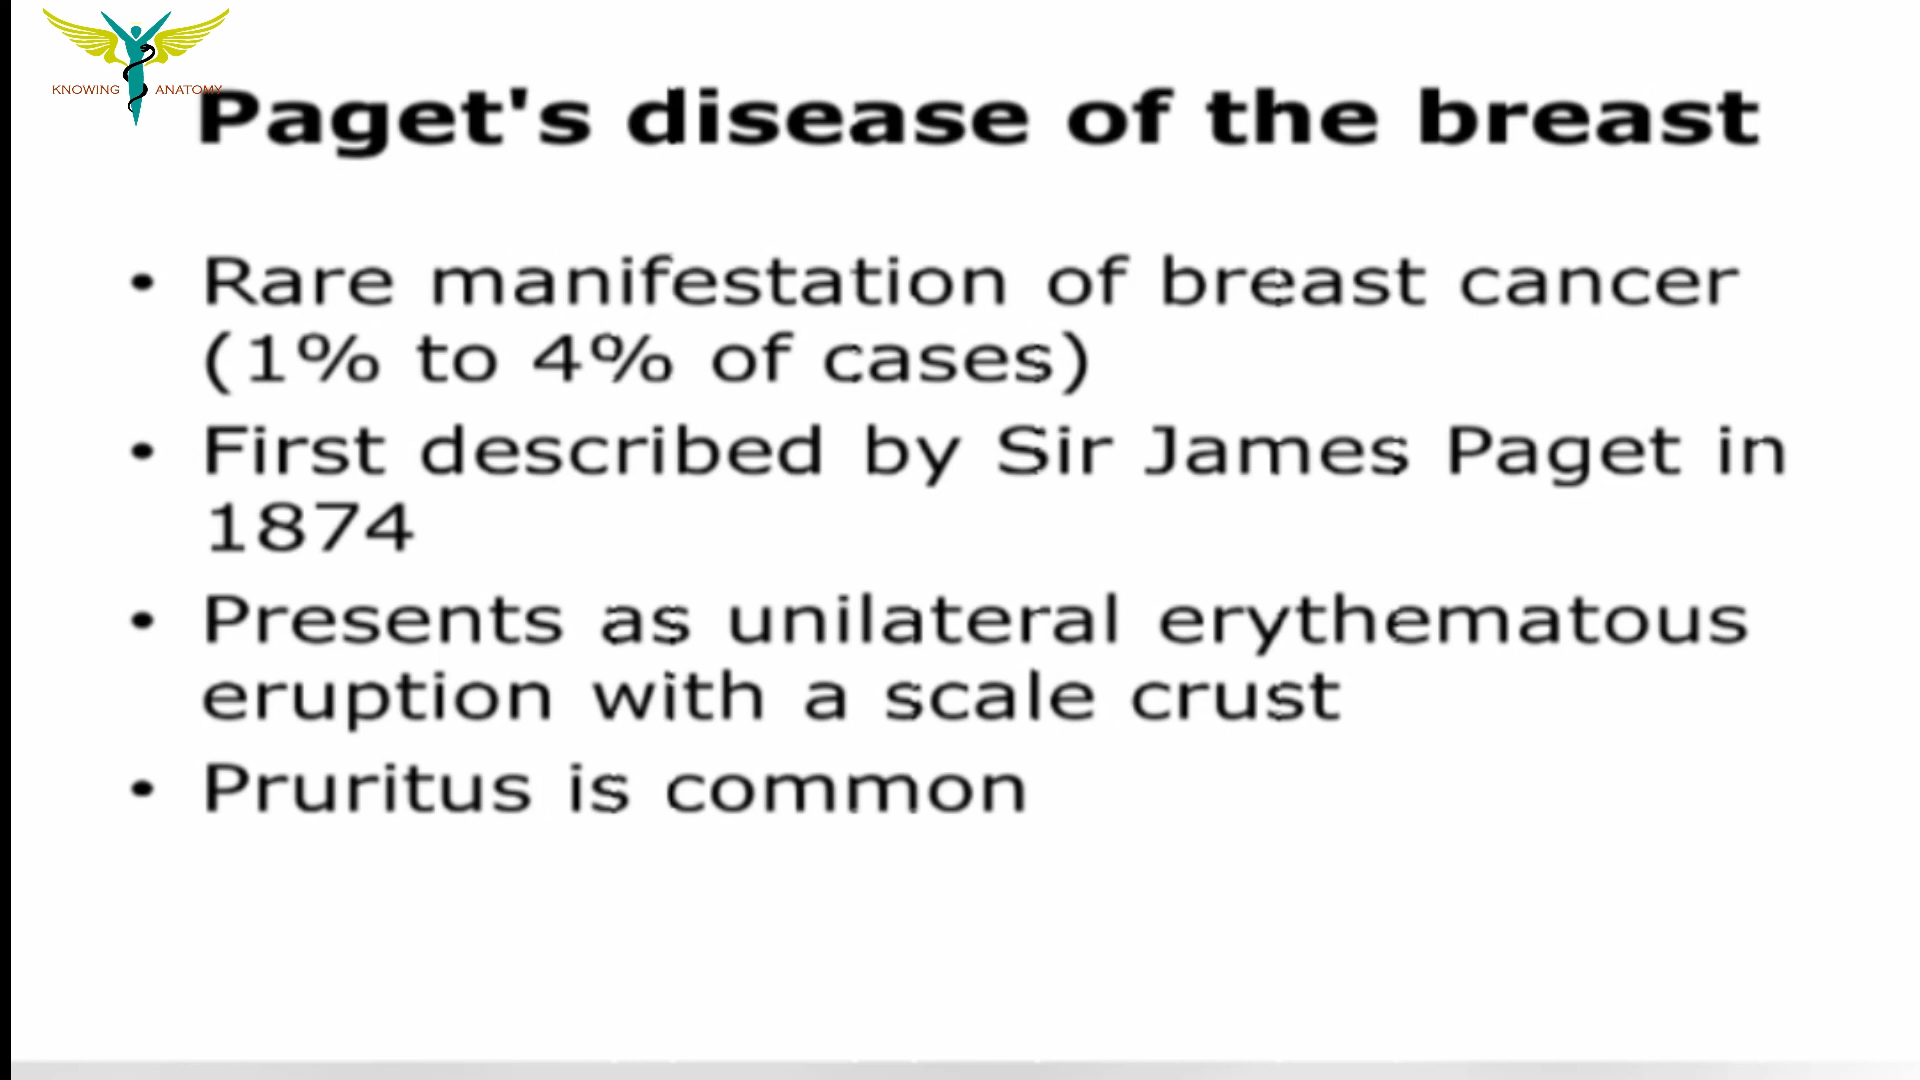 KNOWING ANATOMY
Paget's disease of the breast
• Rare manifestation of breast cancer
(1% to 4% of cases)
• First described by Sir James Paget in
1874
• Presents as unilateral erythematous
eruption with a scale crust
• Pruritus is common